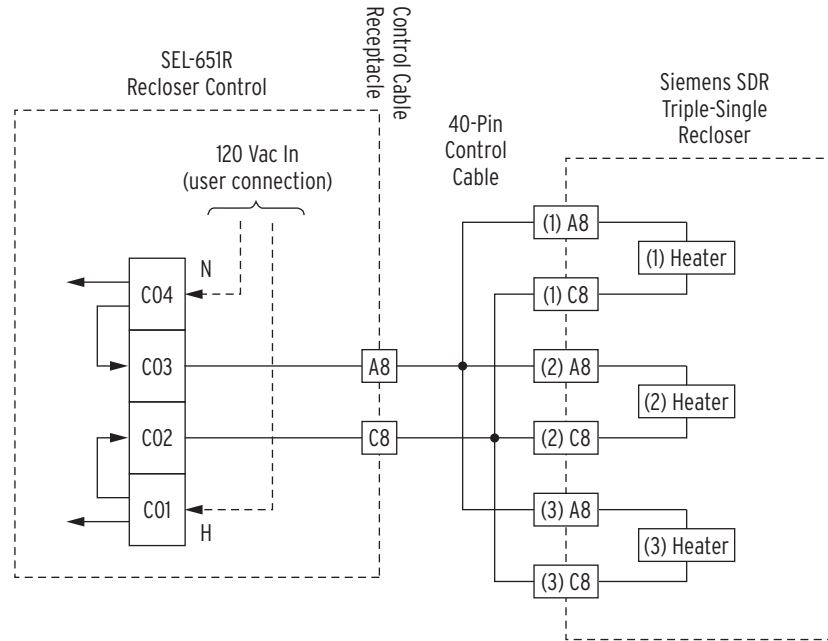 SEL-651R
Recloser Control
Control Cable
Receptacle
Siemens SDR
Triple-Single
Recloser
40-Pin
Control
Cable
120 Vac In
(user connection)
N
C04
C03
C02
C01
H
A8
C8
(1) A8
(1) Heater
(1) C8
(2) A8
(2) Heater
(2) C8
(3) A8
(3) Heater
(3) C8